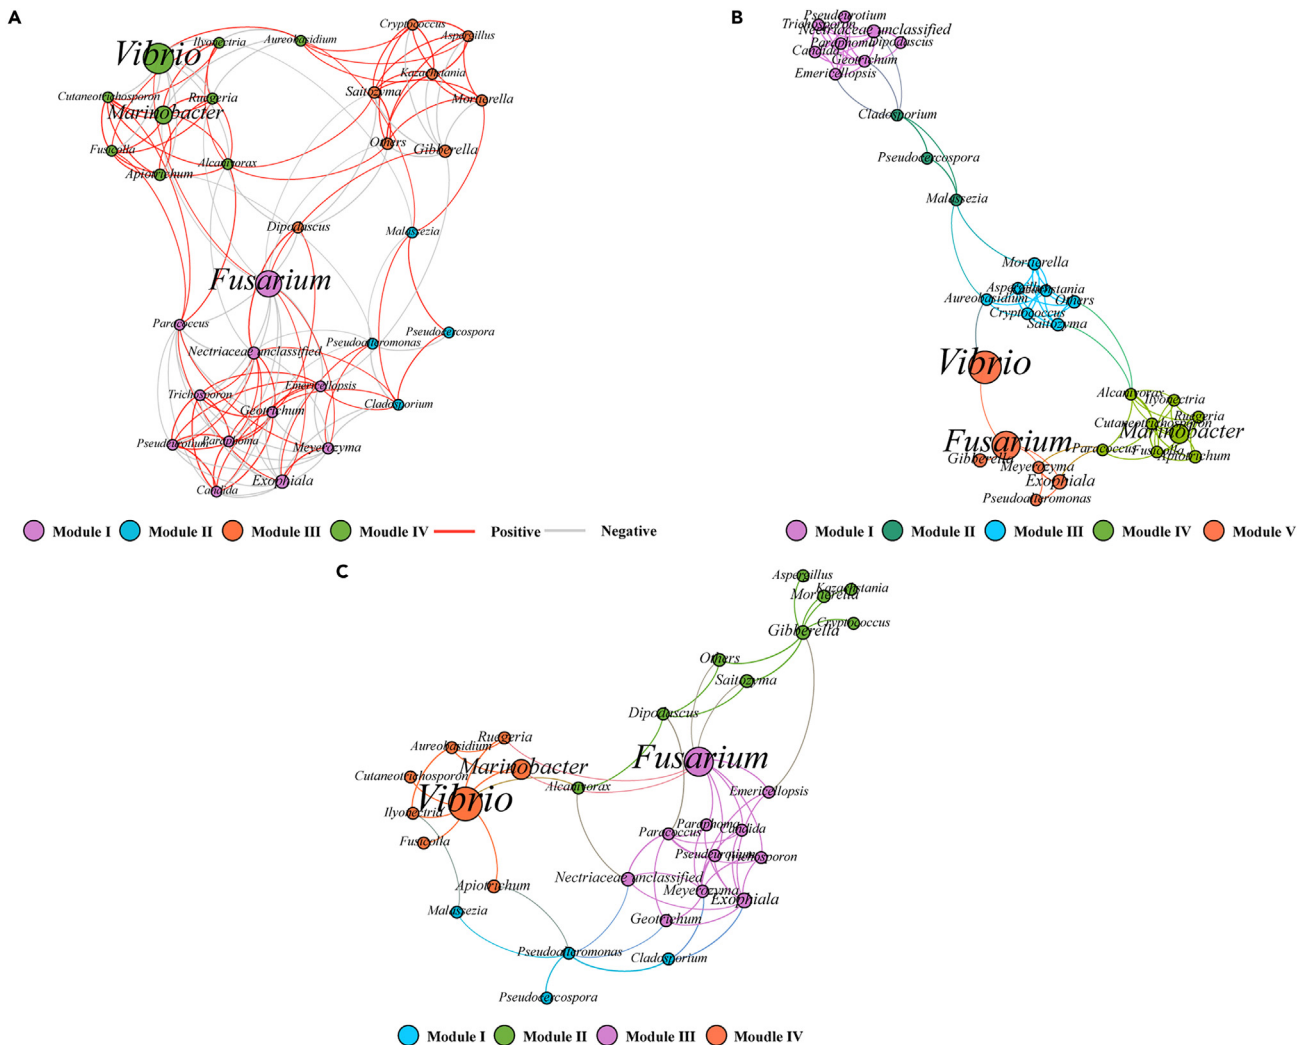 A
Cryptococcus
Aspergillus
Ilyonectria
Aureobasidium
Vibrio
Kazachstania
Saitozyma
Cutaneotrichosporon
Ruegeria
Mortierella
Marinobacter
Fusicolla
Others
Gibberella
Alcanivorax
Apiotrichum
Dipodascus
Malassezia
Fusarium
Paracoccus
Pseudocercospora
Nectriaceae unclassified
Pseudoalteromonas
Emericellopsis
Trichosporon
Geotrichum
Cladosporium
Pseudeurotium
Paraphoma
Meyerozyma
Exophiala
Candida
Module I
Module II
Module III
Moudle IV
Positive
Negative
B
Pseudeurotium
Trichosporon
Nectriaceae unclassified
Paraphoma
Dipodascus
Candida
Geotrichum
Emericellopsis
Cladosporium
Pseudocercospora
Malassezia
Mortierella
Aspergillus
Kazachstania
Aureobasidium
Others
Cryptococcus
Saitozyma
Vibrio
Alcanivorax
Ilyonectria
Ruegeria
Cutaneotrichosporon
Marinobacter
Fusarium
Paracoccus
Fusicolla
Apiotrichum
Gibberella
Meyerozyma
Exophiala
Pseudoalteromonas
Module I
Module II
Module III
Moudle IV
Module V
C
Aspergillus
Kazachstania
Mortierella
Cryptococcus
Gibberella
Others
Saitozyma
Dipodascus
Ruegeria
Aureobasidium
Fusarium
Marinobacter
Cutaneotrichosporon
Alcanivorax
Emericellopsis
Vibrio
Ilyonectria
Paraphoma
Candida
Paracoccus
Fusicolla
Pseudeurotium
Trichosporon
Nectriaceae unclassified
Apiotrichum
Meyerozyma
Exophiala
Malassezia
Geotrichum
Pseudoalteromonas
Cladosporium
Pseudocercospora
Module I
Module II
Module III
Moudle IV